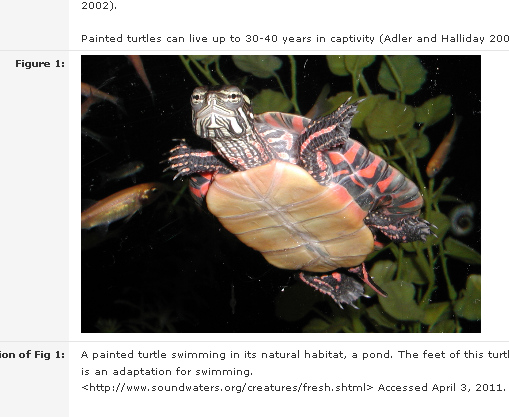 2002).
Painted turtles can live up to 30-40 years in captivity (Adler and Halliday 200
Figure 1:
ion of Fig 1:
A painted turtle swimming in its natural habitat, a pond. The feet of this turtl
is an adaptation for swimming.
<http://www.soundwaters.org/creatures/fresh.shtml> Accessed April 3, 2011.